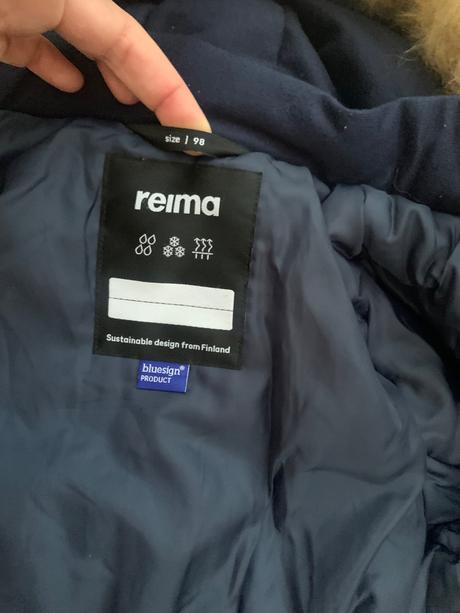 size | 98
reima
Sustainable design from Finland
bluesign®
PRODUCT